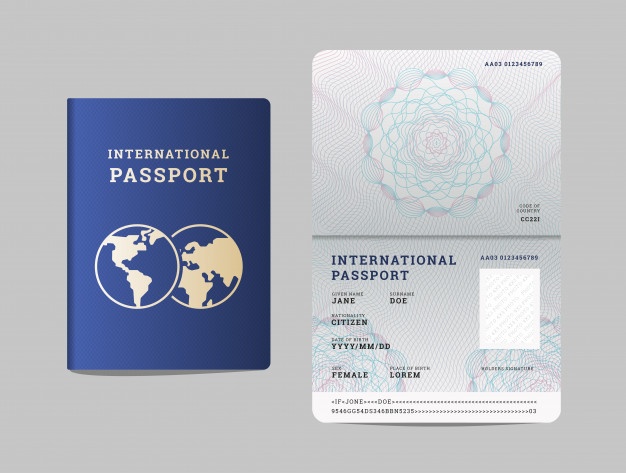 INTERNATIONAL
PASSPORT
AA03 0123456789
CODE OF
COUNTRY
CC22I
INTERNATIONAL
PASSPORT
AA03 0123456789
GIVEN NAME SURNAME
JANE DOE
NATIONALITY
CITIZEN
DATE OF BIRTH
YYYY/MM/DD
SEX PLACE OF BIRTH HOLDERS SIGNATURE
FEMALE LOREM
<IF<JONE>>>>DOE<<<<<<<<<<<<<<<<<<<<<<<<<<<<<<<<<
9546GG54DS346BBN5235>>>>>>>>>>>>>>>>>>>>>>>>>>03